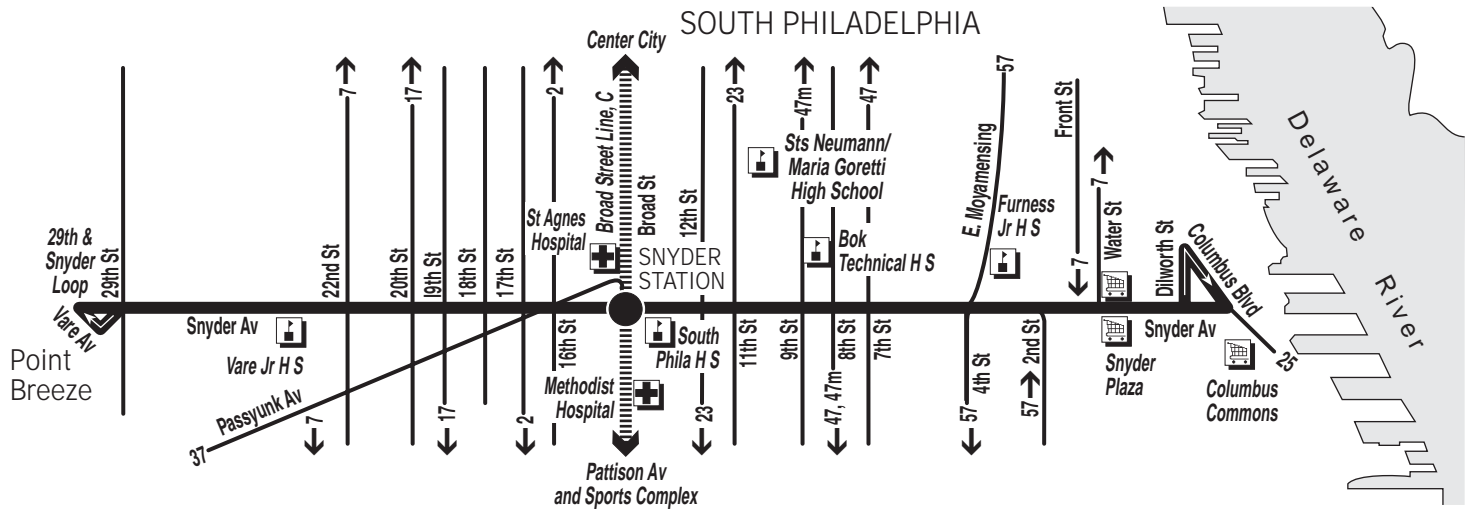 SOUTH PHILADELPHIA
Center City
Broad Street Line, C
Broad St
7
17
2
23
47m
47
57
Front St
7
Water St
7
29th &
Snyder
Loop
Vare Av
29th St
22nd St
20th St
l9th St
18th St
17th St
St Agnes
Hospital
SNYDER
STATION
12th St
Sts Neumann/
Maria Goretti
High School
Bok
Technical H S
E. Moyamensing
Furness
Jr H S
Dilworth St
Columbus Blvd
Delaware River
Point
Breeze
Snyder Av
Vare Jr H S
Passyunk Av
37
7
17
2
16th St
Methodist
Hospital
South
Phila H S
Pattison Av
and Sports Complex
23
11th St
9th St
8th St
47, 47m
7th St
4th St
57
2nd St
57
Snyder Av
Snyder
Plaza
Columbus
Commons
25